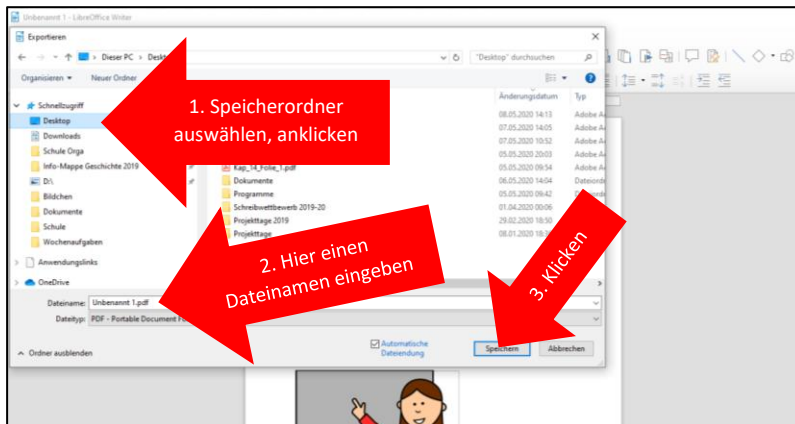 Unbenannt 1 - LibreOffice Writer
Exportieren
Dieser PC
"Desktop" durchsuchen
Organisieren
Neuer Ordner
Änderungsdatum Typ
Schnellzugriff
Desktop
Downloads
Schule Orga
Info-Mappe Geschichte 2019
D:\
Bildchen
Dokumente
Schule
Wochenaufgaben
Anwendungslinks
OneDrive
1. Speicherordner
auswählen, anklicken
08.05.2020 14:13
07.05.2020 14:05
07.05.2020 10:52
05.05.2020 20:03
Kap_14_Folie_1.pdf 05.05.2020 09:54
Dokumente 06.05.2020 14:04
Programme 05.05.2020 09:42
Schreibwettbewerb 2019-20 01.04.2020 00:06
Projekttage 2019 29.02.2020 18:50
Projekttage
2. Hier einen
Dateinamen eingeben
3. Klicken
Dateiname: Unbenannt 1.pdf
Dateityp: PDF - Portable Document
Automatische
Dateiendung
Speichern Abbrechen
Ordner ausblenden